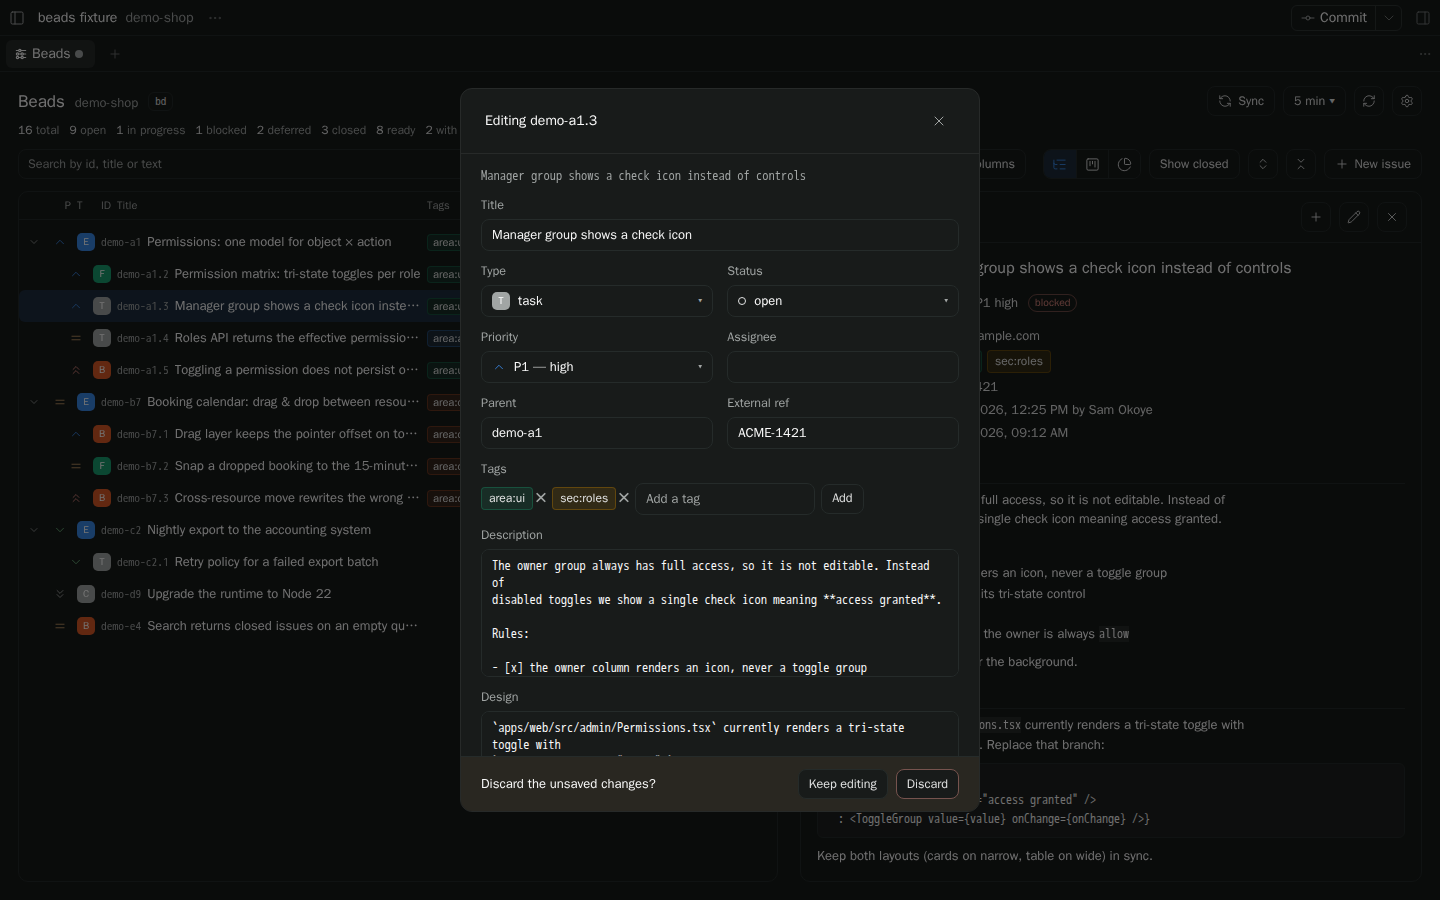 beads fixture demo-shop ···
Commit
Beads
Beads demo-shop bd
Sync 5 min
16 total 9 open 1 in progress 1 blocked 2 deferred 3 closed 8 ready 2 with
Search by id, title or text
Show closed New issue
P T ID Title Tags
E demo-a1 Permissions: one model for object × action
F demo-a1.2 Permission matrix: tri-state toggles per role
T demo-a1.3 Manager group shows a check icon inste···
T demo-a1.4 Roles API returns the effective permissio···
B demo-a1.5 Toggling a permission does not persist o···
E demo-b7 Booking calendar: drag & drop between resou···
B demo-b7.1 Drag layer keeps the pointer offset on to···
F demo-b7.2 Snap a dropped booking to the 15-minut···
B demo-b7.3 Cross-resource move rewrites the wrong ···
E demo-c2 Nightly export to the accounting system
T demo-c2.1 Retry policy for a failed export batch
C demo-d9 Upgrade the runtime to Node 22
B demo-e4 Search returns closed issues on an empty qu···
Editing demo-a1.3
Manager group shows a check icon instead of controls
Title
Manager group shows a check icon
Type Status
T task open
Priority Assignee
P1 — high
Parent External ref
demo-a1 ACME-1421
Tags
area:ui sec:roles Add a tag Add
Description
The owner group always has full access, so it is not editable. Instead
of
disabled toggles we show a single check icon meaning **access granted**.
Rules:
- [x] the owner column renders an icon, never a toggle group
Design
`apps/web/src/admin/Permissions.tsx` currently renders a tri-state
toggle with
Discard the unsaved changes? Keep editing Discard
group shows a check icon instead of controls
P1 high blocked
ample.com
sec:roles
421
026, 12:25 PM by Sam Okoye
026, 09:12 AM
full access, so it is not editable. Instead of
single check icon meaning access granted.
ers an icon, never a toggle group
its tri-state control
the owner is always allow
r the background.
ons.tsx currently renders a tri-state toggle with
. Replace that branch:
="access granted" />
: <ToggleGroup value={value} onChange={onChange} />}
Keep both layouts (cards on narrow, table on wide) in sync.